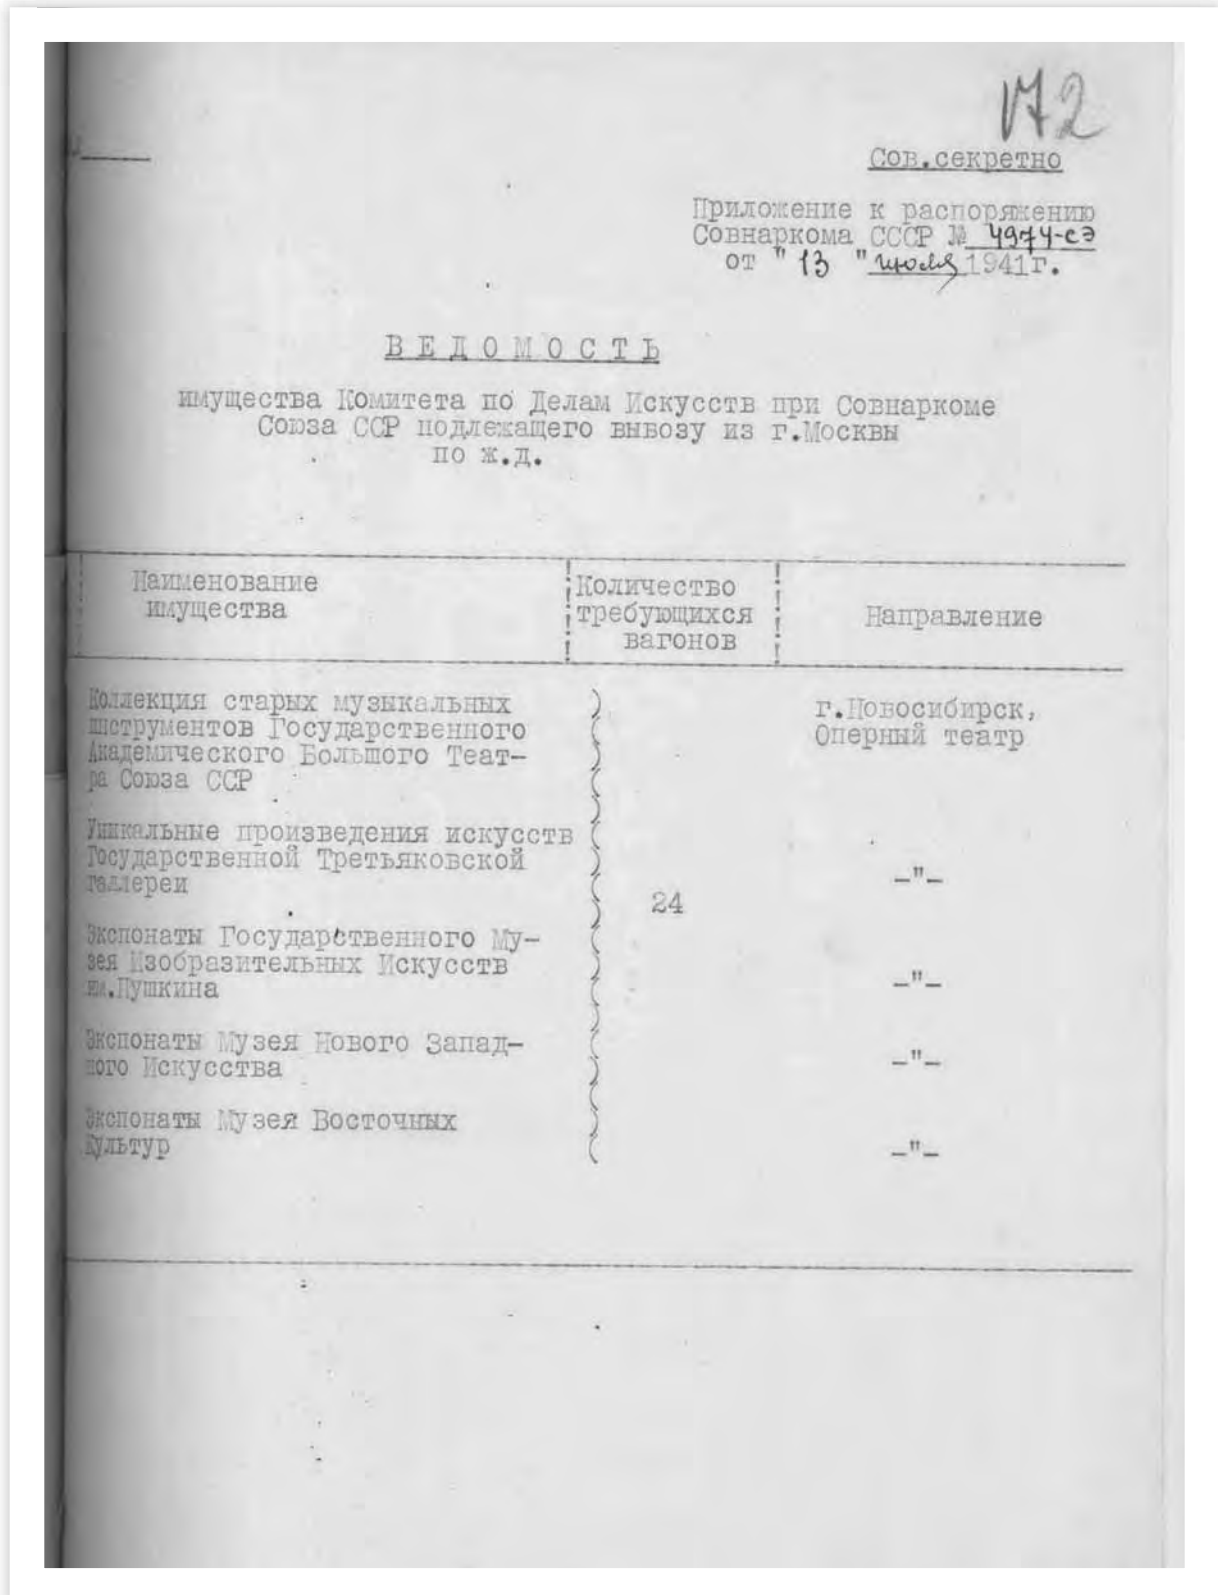 172
Сов.секретно
Приложение к распоряжению
Совнаркома СССР № 4974-сэ
от "13 " июля 1941г.
ВЕДОМОСТЬ
имущества Комитета по Делам Искусств при Совнаркоме
Союза ССР подлежащего вывозу из г.Москвы
по ж.д.
Наименование
имущества
Количество
требующихся
вагонов
Направление
Коллекция старых музыкальных
инструментов Государственного
Академического Большого Теат-
ра Союза ССР
г.Новосибирск,
Оперный театр
Уникальные произведения искусств
Государственной Третьяковской
галлереи
-"-
24
Экспонаты Государственного Му-
зея Изобразительных Искусств
им.Пушкина
-"-
Экспонаты Музея Нового Запад-
ного Искусства
-"-
Экспонаты Музея Восточных
Культур
-"-